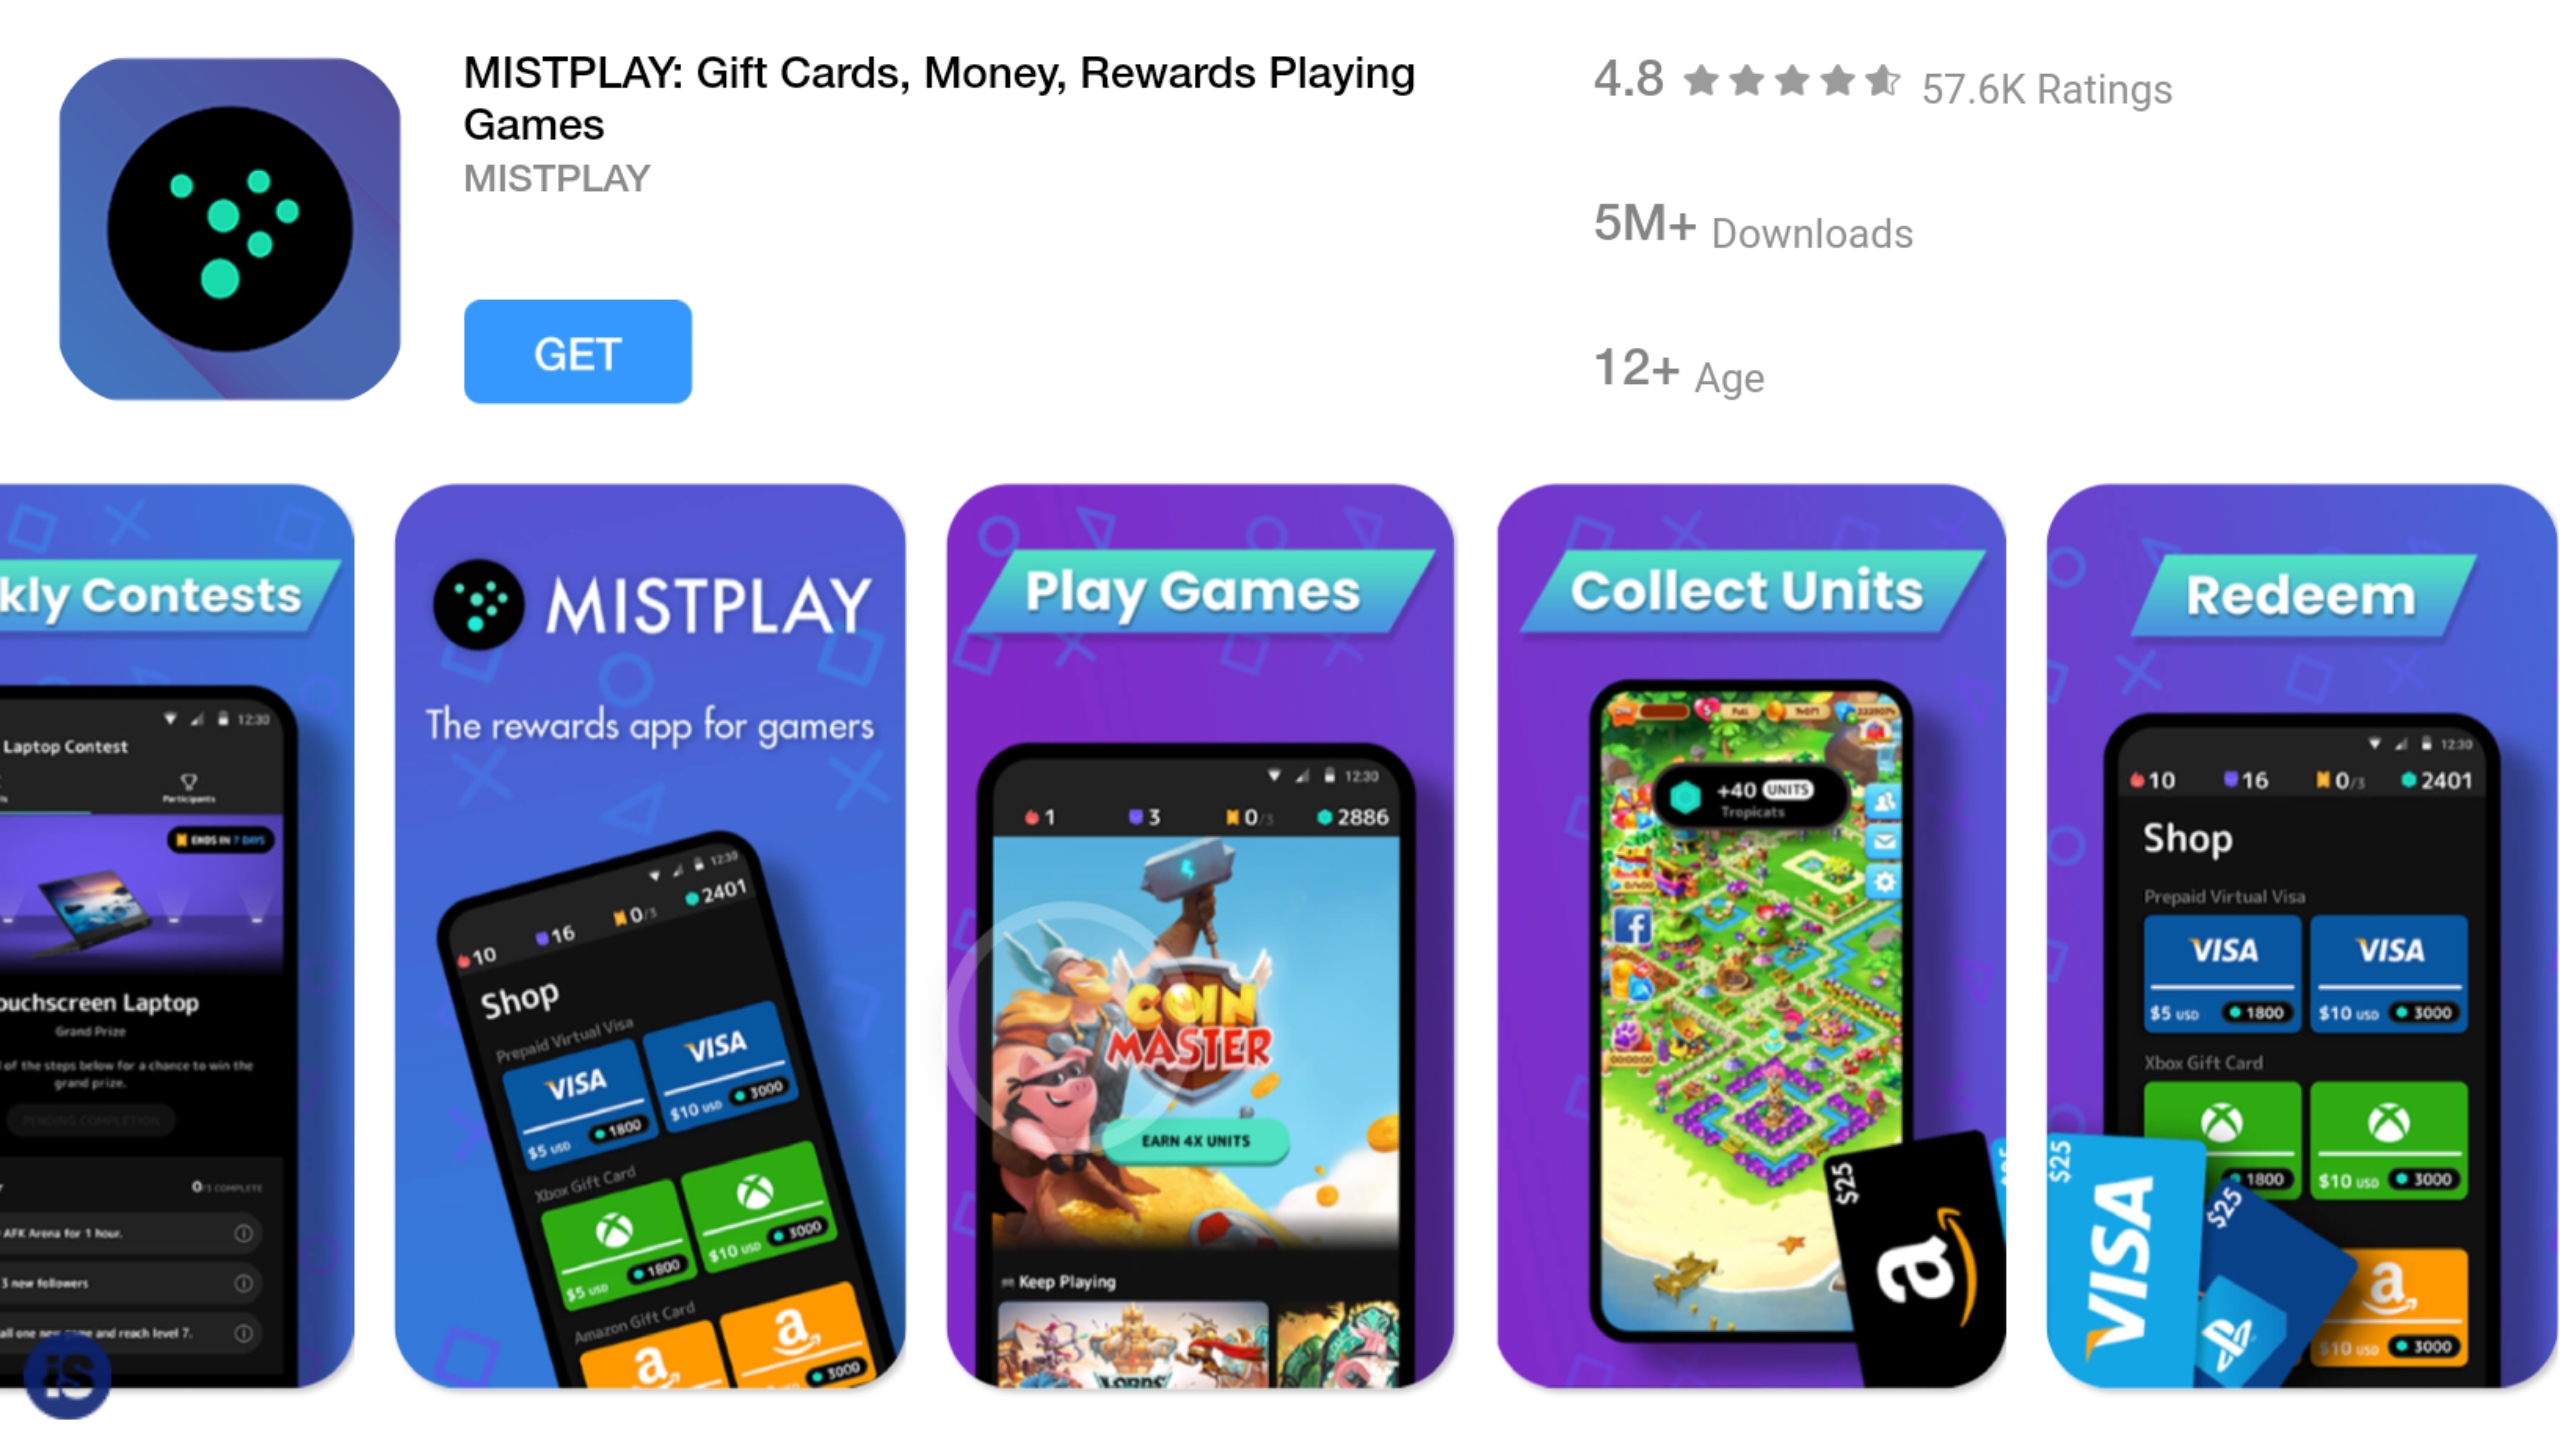 MISTPLAY: Gift Cards, Money, Rewards Playing
Games
MISTPLAY
GET
4.8 57.6K Ratings
5M+ Downloads
12+ Age
kly Contests
12:30
Laptop Contest
Participants
ENDS IN 7 DAYS
ouchscreen Laptop
Grand Prize
of the steps below for a chance to win the
grand prize.
PENDING COMPLETION
0/3 COMPLETE
AFK Arena for 1 hour.
3 new followers
all one new game and reach level 7.
iS
MISTPLAY
The rewards app for gamers
12:30
10 16 0/3 2401
Shop
Prepaid Virtual Visa
VISA VISA
$5 USD 1800 $10 USD 3000
Xbox Gift Card
$5 USD 1800 $10 USD 3000
Amazon Gift Card
a a
3000
Play Games
12:30
1 3 0/3 2886
COIN
MASTER
EARN 4X UNITS
Keep Playing
LORDS
Collect Units
Full
+40 UNITS
Tropicats
f
00:00:00
$25
a
Redeem
12:30
10 16 0/3 2401
Shop
Prepaid Virtual Visa
VISA VISA
$5 USD 1800 $10 USD 3000
Xbox Gift Card
1800 $10 USD 3000
$25
VISA
$25
a
$10 USD 3000